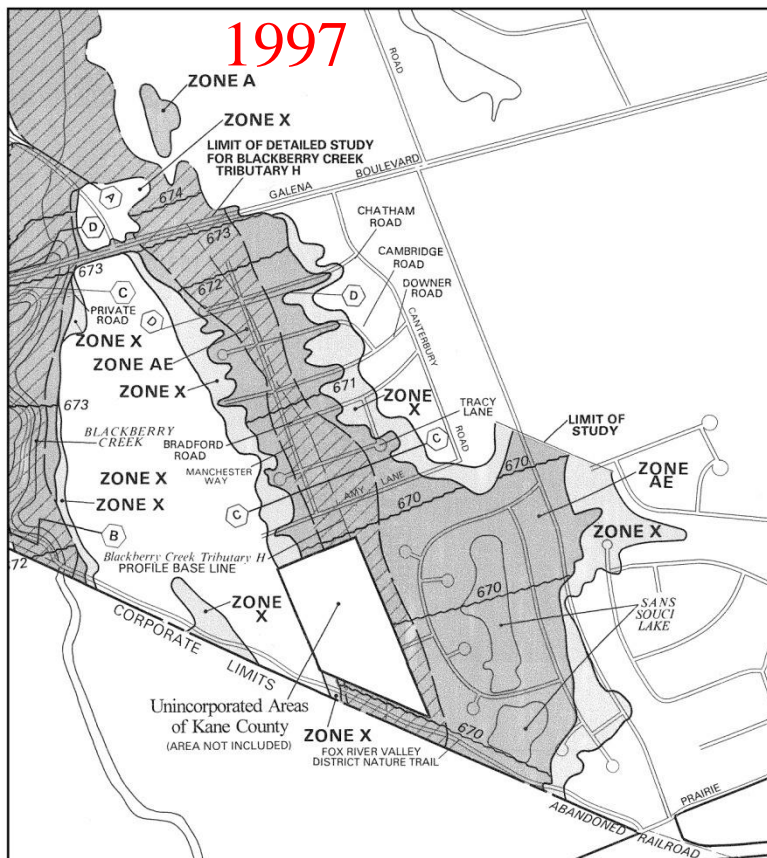 1997
ZONE A
ZONE X
LIMIT OF DETAILED STUDY
FOR BLACKBERRY CREEK
TRIBUTARY H
ROAD
GALENA BOULEVARD
A
D
674
673
673
CHATHAM
ROAD
CAMBRIDGE
ROAD
DOWNER
ROAD
C
672
D
D
PRIVATE
ROAD
CANTERBURY
ROAD
ZONE X
ZONE AE
ZONE X
671
ZONE
X
TRACY
LANE
673
BLACKBERRY
CREEK
BRADFORD
ROAD
C
LIMIT OF
STUDY
MANCHESTER
WAY
ZONE X
ZONE X
C
AMY LANE
670
670
ZONE
AE
ZONE X
B
672
Blackberry Creek Tributary H
PROFILE BASE LINE
ZONE
X
670
SANS
SOUCI
LAKE
CORPORATE LIMITS
Unincorporated Areas
of Kane County
(AREA NOT INCLUDED)
ZONE X
670
FOX RIVER VALLEY
DISTRICT NATURE TRAIL
ABANDONED RAILROAD
PRAIRIE